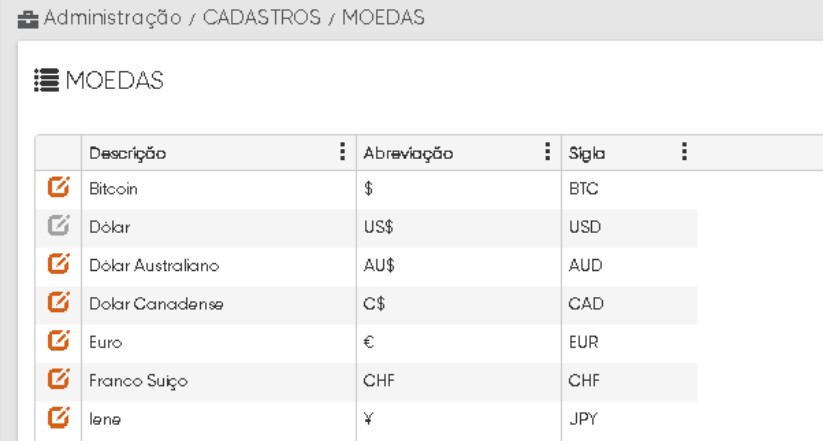 Administração / CADASTROS / MOEDAS
MOEDAS
Descrição Abreviação Sigla
Bitcoin $ BTC
Dólar US$ USD
Dólar Australiano AU$ AUD
Dolar Canadense C$ CAD
Euro € EUR
Franco Suiço CHF CHF
Iene ¥ JPY